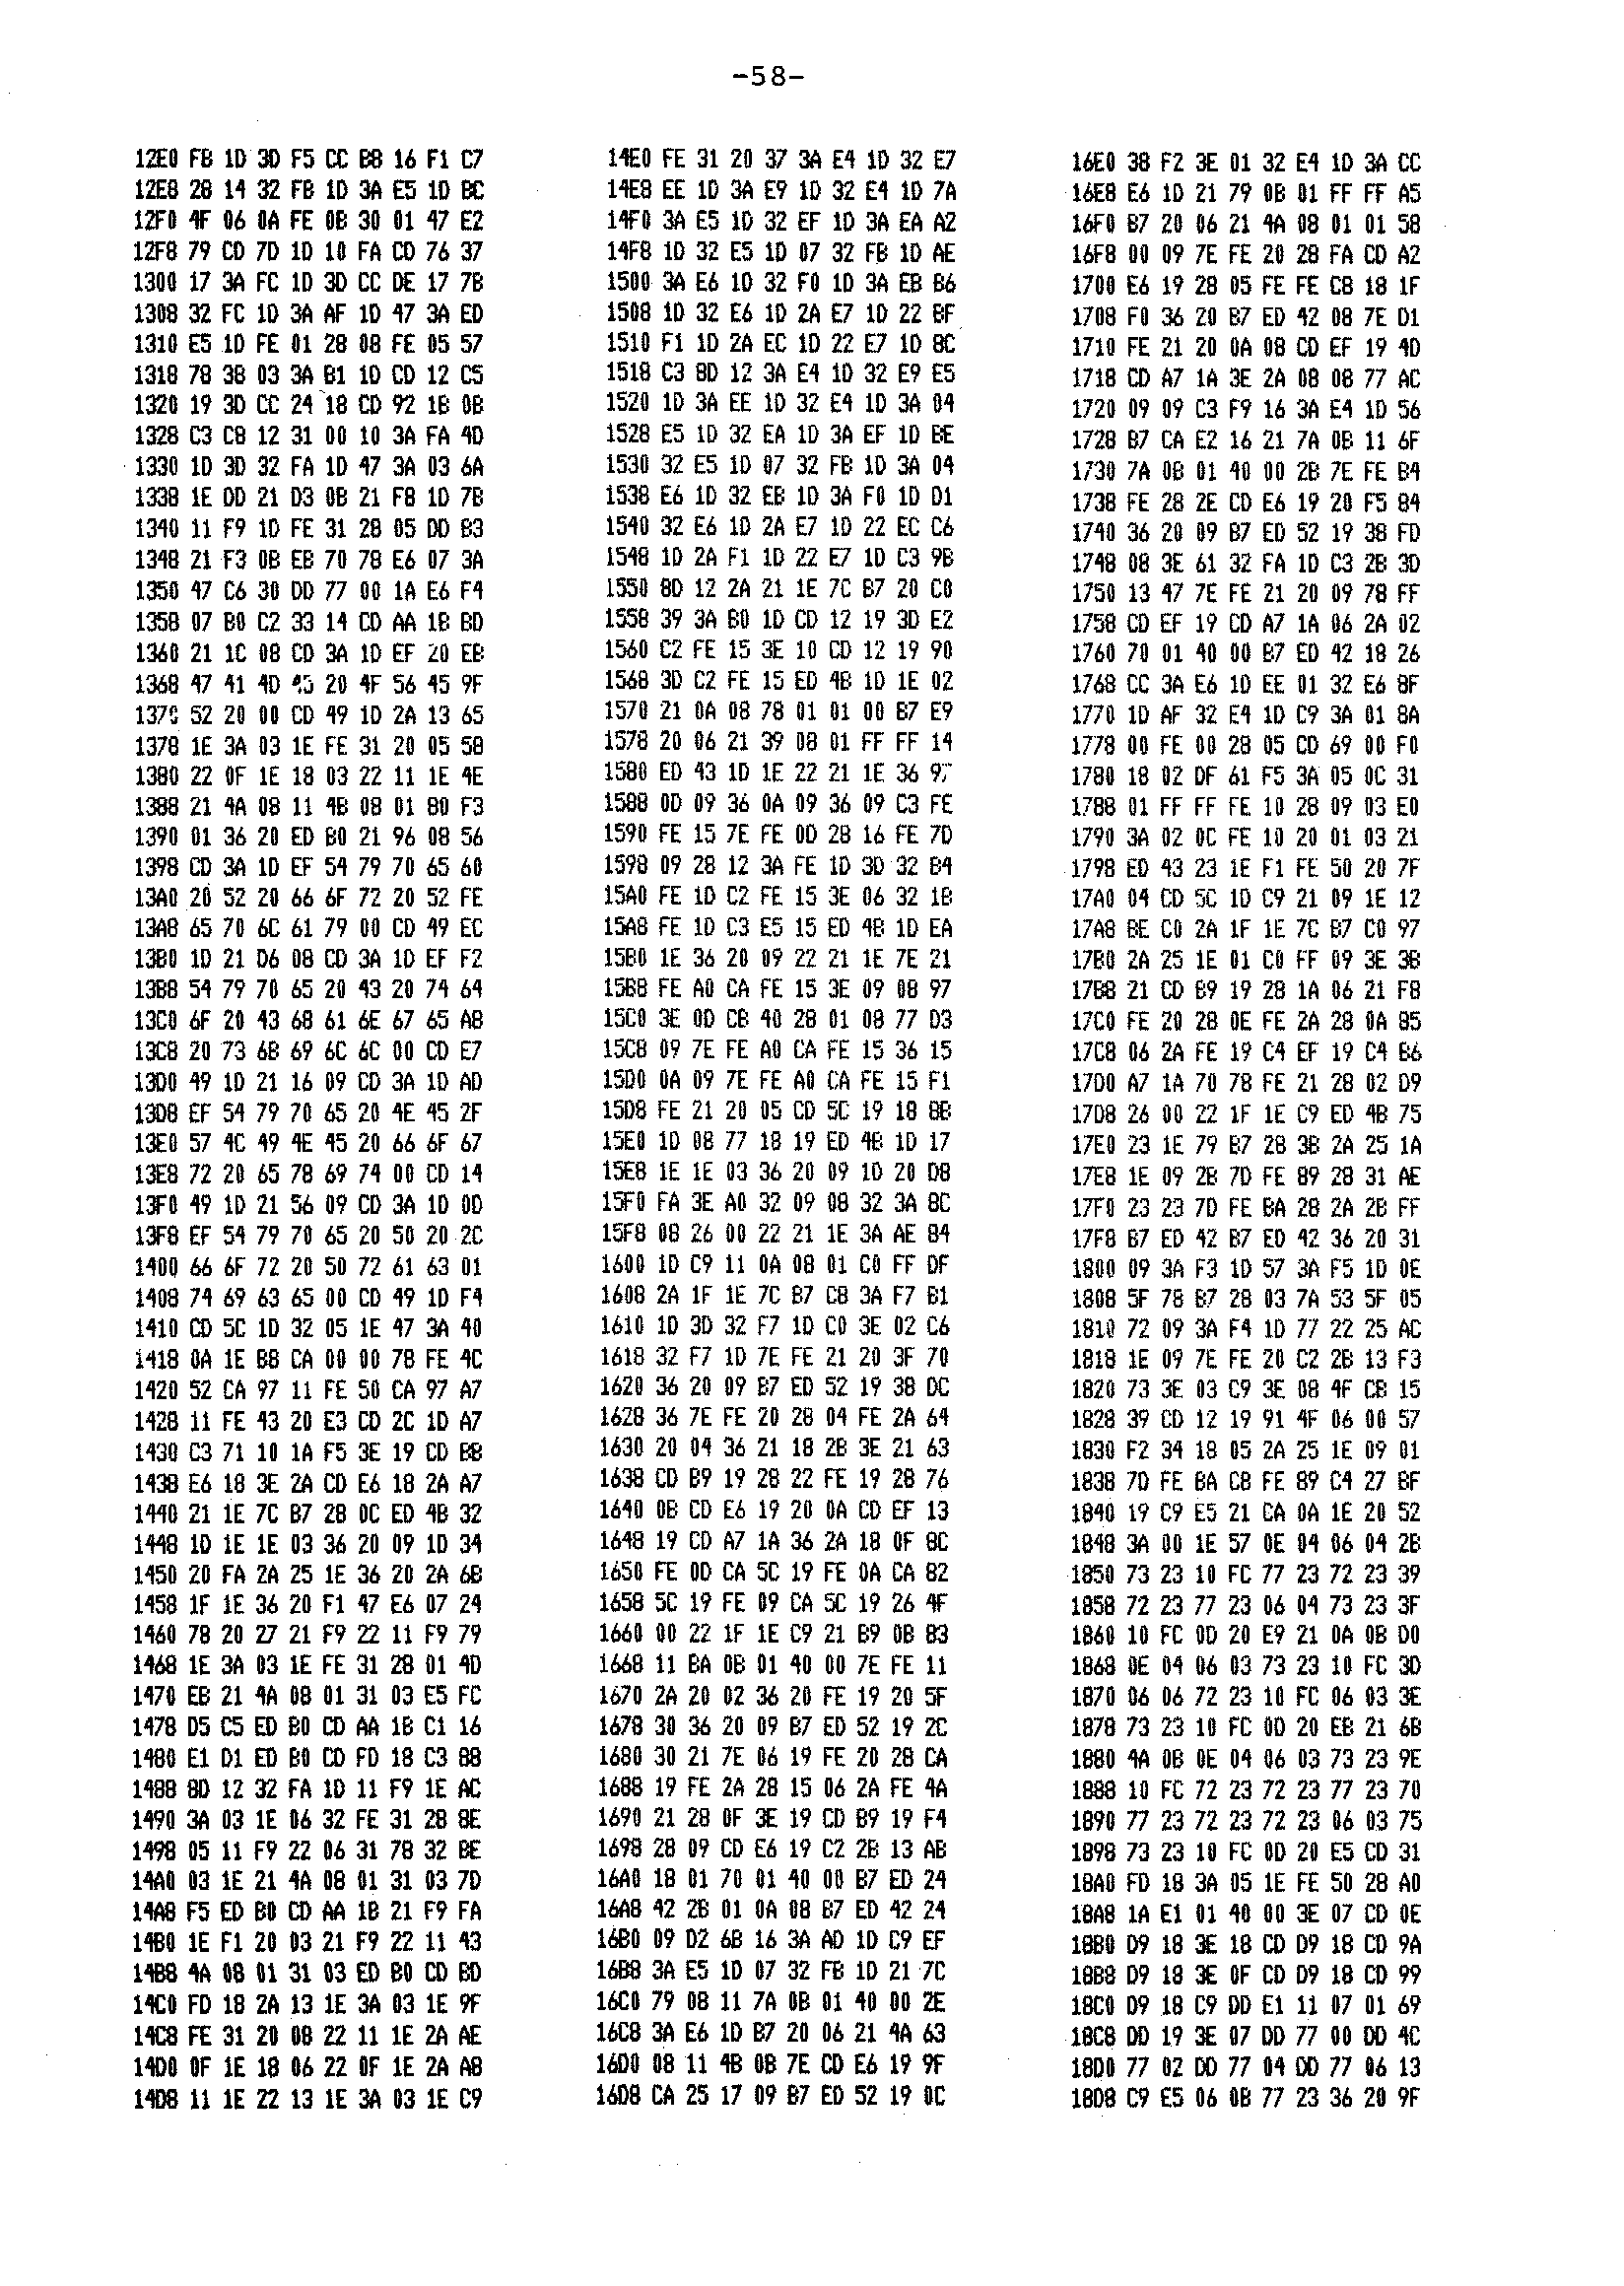 -58-
12E0 FB 1D 3D F5 CC B8 16 F1 C7
12E8 28 14 32 FB 1D 3A E5 1D BC
12F0 4F 06 0A FE 0B 30 01 47 E2
12F8 79 CD 7D 1D 10 FA CD 76 37
1300 17 3A FC 1D 3D CC DE 17 7B
1308 32 FC 1D 3A AF 1D 47 3A ED
1310 E5 1D FE 01 28 08 FE 05 57
1318 78 38 03 3A B1 1D CD 12 C5
1320 19 3D CC 24 18 CD 92 1B 0B
1328 C3 C8 12 31 00 10 3A FA 4D
1330 1D 3D 32 FA 1D 47 3A 03 6A
1338 1E DD 21 D3 0B 21 F8 1D 7B
1340 11 F9 1D FE 31 28 05 DD B3
1348 21 F3 0B EB 70 78 E6 07 3A
1350 47 C6 30 DD 77 00 1A E6 F4
1358 07 B0 C2 33 14 CD AA 1B BD
1360 21 1C 08 CD 3A 1D EF 20 EB
1368 47 41 4D 45 20 4F 56 45 9F
1370 52 20 00 CD 49 1D 2A 13 65
1378 1E 3A 03 1E FE 31 20 05 58
1380 22 0F 1E 18 03 22 11 1E 4E
1388 21 4A 08 11 4B 08 01 80 F3
1390 01 36 20 ED B0 21 96 08 56
1398 CD 3A 1D EF 54 79 70 65 60
13A0 20 52 20 66 6F 72 20 52 FE
13A8 65 70 6C 61 79 00 CD 49 EC
13B0 1D 21 D6 08 CD 3A 1D EF F2
13B8 54 79 70 65 20 43 20 74 64
13C0 6F 20 43 68 61 6E 67 65 A8
13C8 20 73 6B 69 6C 6C 00 CD E7
13D0 49 1D 21 16 09 CD 3A 1D AD
13D8 EF 54 79 70 65 20 4E 45 2F
13E0 57 4C 49 4E 45 20 66 6F 67
13E8 72 20 65 78 69 74 00 CD 14
13F0 49 1D 21 56 09 CD 3A 1D 0D
13F8 EF 54 79 70 65 20 50 20 2C
1400 66 6F 72 20 50 72 61 63 01
1408 74 69 63 65 00 CD 49 1D F4
1410 CD 5C 1D 32 05 1E 47 3A 40
1418 0A 1E B8 CA 00 00 78 FE 4C
1420 52 CA 97 11 FE 50 CA 97 A7
1428 11 FE 43 20 E3 CD 2C 1D A7
1430 C3 71 10 1A F5 3E 19 CD BB
1438 E6 18 3E 2A CD E6 18 2A A7
1440 21 1E 7C B7 28 0C ED 4B 32
1448 1D 1E 1E 03 36 20 09 1D 34
1450 20 FA 2A 25 1E 36 20 2A 6B
1458 1F 1E 36 20 F1 47 E6 07 24
1460 78 20 27 21 F9 22 11 F9 79
1468 1E 3A 03 1E FE 31 28 01 4D
1470 EB 21 4A 08 01 31 03 E5 FC
1478 D5 C5 ED B0 CD AA 1B C1 16
1480 E1 D1 ED B0 CD FD 18 C3 88
1488 8D 12 32 FA 1D 11 F9 1E AC
1490 3A 03 1E 06 32 FE 31 28 8E
1498 05 11 F9 22 06 31 78 32 BE
14A0 03 1E 21 4A 08 01 31 03 7D
14A8 F5 ED B0 CD AA 1B 21 F9 FA
14B0 1E F1 20 03 21 F9 22 11 43
14B8 4A 08 01 31 03 ED B0 CD BD
14C0 FD 18 2A 13 1E 3A 03 1E 9F
14C8 FE 31 20 08 22 11 1E 2A AE
14D0 0F 1E 18 06 22 0F 1E 2A A8
14D8 11 1E 22 13 1E 3A 03 1E C9
14E0 FE 31 20 37 3A E4 1D 32 E7
14E8 EE 1D 3A E9 1D 32 E4 1D 7A
14F0 3A E5 1D 32 EF 1D 3A EA A2
14F8 1D 32 E5 1D 07 32 FB 1D AE
1500 3A E6 1D 32 F0 1D 3A EB B6
1508 1D 32 E6 1D 2A E7 1D 22 BF
1510 F1 1D 2A EC 1D 22 E7 1D 8C
1518 C3 8D 12 3A E4 1D 32 E9 E5
1520 1D 3A EE 1D 32 E4 1D 3A 04
1528 E5 1D 32 EA 1D 3A EF 1D BE
1530 32 E5 1D 07 32 FB 1D 3A 04
1538 E6 1D 32 EB 1D 3A F0 1D D1
1540 32 E6 1D 2A E7 1D 22 EC C6
1548 1D 2A F1 1D 22 E7 1D C3 9B
1550 8D 12 2A 21 1E 7C B7 20 C0
1558 39 3A B0 1D CD 12 19 3D E2
1560 C2 FE 15 3E 10 CD 12 19 90
1568 3D C2 FE 15 ED 4B 1D 1E 02
1570 21 0A 08 78 01 01 00 B7 E9
1578 20 06 21 39 08 01 FF FF 14
1580 ED 43 1D 1E 22 21 1E 36 97
1588 0D 09 36 0A 09 36 09 C3 FE
1590 FE 15 7E FE 0D 28 16 FE 7D
1598 09 28 12 3A FE 1D 3D 32 B4
15A0 FE 1D C2 FE 15 3E 06 32 1B
15A8 FE 1D C3 E5 15 ED 4B 1D EA
15B0 1E 36 20 09 22 21 1E 7E 21
15B8 FE A0 CA FE 15 3E 09 08 97
15C0 3E 0D CB 40 28 01 08 77 D3
15C8 09 7E FE A0 CA FE 15 36 15
15D0 0A 09 7E FE A0 CA FE 15 F1
15D8 FE 21 20 05 CD 5C 19 18 8B
15E0 1D 08 77 18 19 ED 4B 1D 17
15E8 1E 1E 03 36 20 09 1D 20 D8
15F0 FA 3E A0 32 09 08 32 3A 8C
15F8 08 26 00 22 21 1E 3A AE 84
1600 1D C9 11 0A 08 01 C0 FF DF
1608 2A 1F 1E 7C B7 C8 3A F7 B1
1610 1D 3D 32 F7 1D C0 3E 02 C6
1618 32 F7 1D 7E FE 21 20 3F 70
1620 36 20 09 B7 ED 52 19 38 DC
1628 36 7E FE 20 28 04 FE 2A 64
1630 20 04 36 21 18 2B 3E 21 63
1638 CD B9 19 28 22 FE 19 28 76
1640 0B CD E6 19 20 0A CD EF 13
1648 19 CD A7 1A 36 2A 18 0F 8C
1650 FE 0D CA 5C 19 FE 0A CA 82
1658 5C 19 FE 09 CA 5C 19 26 4F
1660 00 22 1F 1E C9 21 B9 0B 83
1668 11 BA 0B 01 40 00 7E FE 11
1670 2A 20 02 36 20 FE 19 20 5F
1678 30 36 20 09 B7 ED 52 19 2C
1680 30 21 7E 06 19 FE 20 28 CA
1688 19 FE 2A 28 15 06 2A FE 4A
1690 21 28 0F 3E 19 CD B9 19 F4
1698 28 09 CD E6 19 C2 2B 13 AB
16A0 18 01 70 01 40 00 B7 ED 24
16A8 42 2B 01 0A 08 B7 ED 42 24
16B0 09 D2 6B 16 3A AD 1D C9 EF
16B8 3A E5 1D 07 32 FB 1D 21 7C
16C0 79 08 11 7A 0B 01 40 00 2E
16C8 3A E6 1D B7 20 06 21 4A 63
16D0 08 11 4B 0B 7E CD E6 19 9F
16D8 CA 25 17 09 B7 ED 52 19 0C
16E0 38 F2 3E 01 32 E4 1D 3A CC
16E8 E6 1D 21 79 0B 01 FF FF A5
16F0 B7 20 06 21 4A 08 01 01 58
16F8 00 09 7E FE 20 28 FA CD A2
1700 E6 19 28 05 FE FE C8 18 1F
1708 F0 36 20 B7 ED 42 08 7E D1
1710 FE 21 20 0A 08 CD EF 19 4D
1718 CD A7 1A 3E 2A 08 08 77 AC
1720 09 09 C3 F9 16 3A E4 1D 56
1728 B7 CA E2 16 21 7A 0B 11 6F
1730 7A 08 01 40 00 2B 7E FE B4
1738 FE 28 2E CD E6 19 20 F5 84
1740 36 20 09 B7 ED 52 19 38 FD
1748 08 3E 61 32 FA 1D C3 2B 3D
1750 13 47 7E FE 21 20 09 78 FF
1758 CD EF 19 CD A7 1A 06 2A 02
1760 70 01 40 00 B7 ED 42 18 26
1768 CC 3A E6 1D EE 01 32 E6 8F
1770 1D AF 32 E4 1D C9 3A 01 8A
1778 00 FE 00 28 05 CD 69 00 F0
1780 18 02 DF 61 F5 3A 05 0C 31
1788 01 FF FF FE 10 28 09 03 E0
1790 3A 02 0C FE 10 20 01 03 21
1798 ED 43 23 1E F1 FE 50 20 7F
17A0 04 CD 5C 1D C9 21 09 1E 12
17A8 BE C0 2A 1F 1E 7C B7 C0 97
17B0 2A 25 1E 01 C0 FF 09 3E 3B
17B8 21 CD B9 19 28 1A 06 21 F8
17C0 FE 20 28 0E FE 2A 28 0A 85
17C8 06 2A FE 19 C4 EF 19 C4 B6
17D0 A7 1A 70 78 FE 21 28 02 D9
17D8 26 00 22 1F 1E C9 ED 4B 75
17E0 23 1E 79 B7 28 3B 2A 25 1A
17E8 1E 09 2B 7D FE 89 28 31 AE
17F0 23 23 7D FE BA 28 2A 2B FF
17F8 B7 ED 42 B7 ED 42 36 20 31
1800 09 3A F3 1D 57 3A F5 1D 0E
1808 5F 78 B7 28 03 7A 53 5F 05
1810 72 09 3A F4 1D 77 22 25 AC
1818 1E 09 7E FE 20 C2 2B 13 F3
1820 73 3E 03 C9 3E 08 4F CB 15
1828 39 CD 12 19 91 4F 06 00 57
1830 F2 34 18 05 2A 25 1E 09 01
1838 7D FE BA C8 FE 89 C4 27 BF
1840 19 C9 E5 21 CA 0A 1E 20 52
1848 3A 00 1E 57 0E 04 06 04 2B
1850 73 23 10 FC 77 23 72 23 39
1858 72 23 77 23 06 04 73 23 3F
1860 10 FC 0D 20 E9 21 0A 0B D0
1868 0E 04 06 03 73 23 10 FC 3D
1870 06 06 72 23 10 FC 06 03 3E
1878 73 23 10 FC 0D 20 EB 21 6B
1880 4A 0B 0E 04 06 03 73 23 9E
1888 10 FC 72 23 72 23 77 23 70
1890 77 23 72 23 72 23 06 03 75
1898 73 23 10 FC 0D 20 E5 CD 31
18A0 FD 18 3A 05 1E FE 50 28 A0
18A8 1A E1 01 40 00 3E 07 CD 0E
18B0 D9 18 3E 18 CD D9 18 CD 9A
18B8 D9 18 3E 0F CD D9 18 CD 99
18C0 D9 18 C9 DD E1 11 07 01 69
18C8 DD 19 3E 07 DD 77 00 DD 4C
18D0 77 02 DD 77 04 DD 77 06 13
18D8 C9 E5 06 0B 77 23 36 20 9F